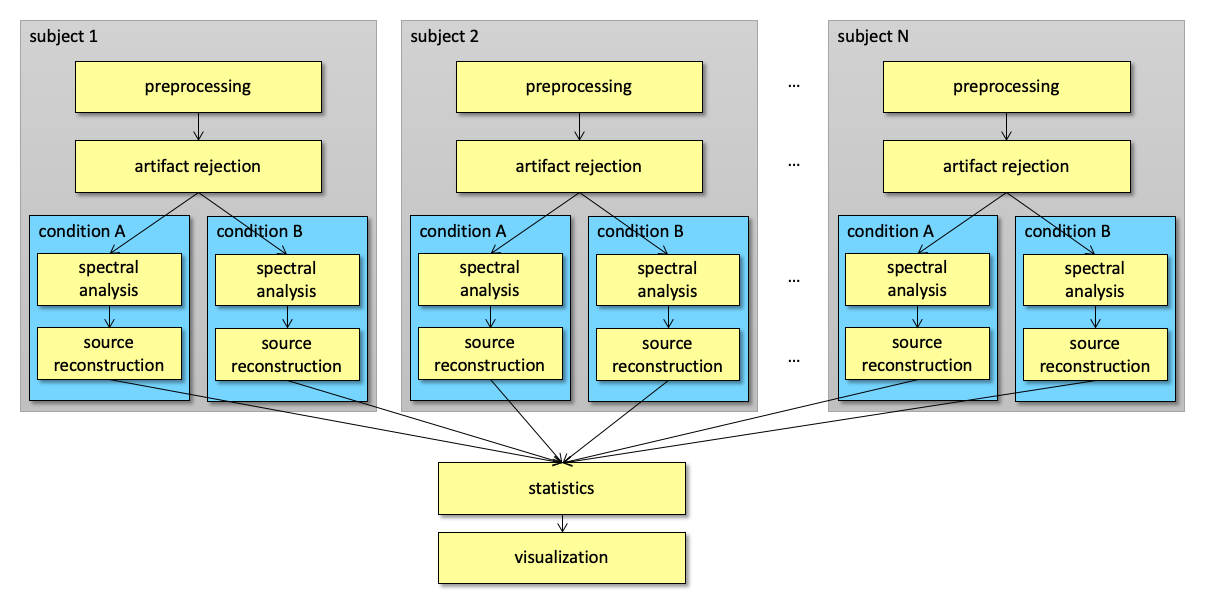 subject 1
subject 2
subject N
preprocessing
preprocessing
...
preprocessing
artifact rejection
artifact rejection
...
artifact rejection
condition A
condition B
condition A
condition B
condition A
condition B
spectral
analysis
spectral
analysis
spectral
analysis
spectral
analysis
...
spectral
analysis
spectral
analysis
source
reconstruction
source
reconstruction
source
reconstruction
source
reconstruction
...
source
reconstruction
source
reconstruction
statistics
visualization